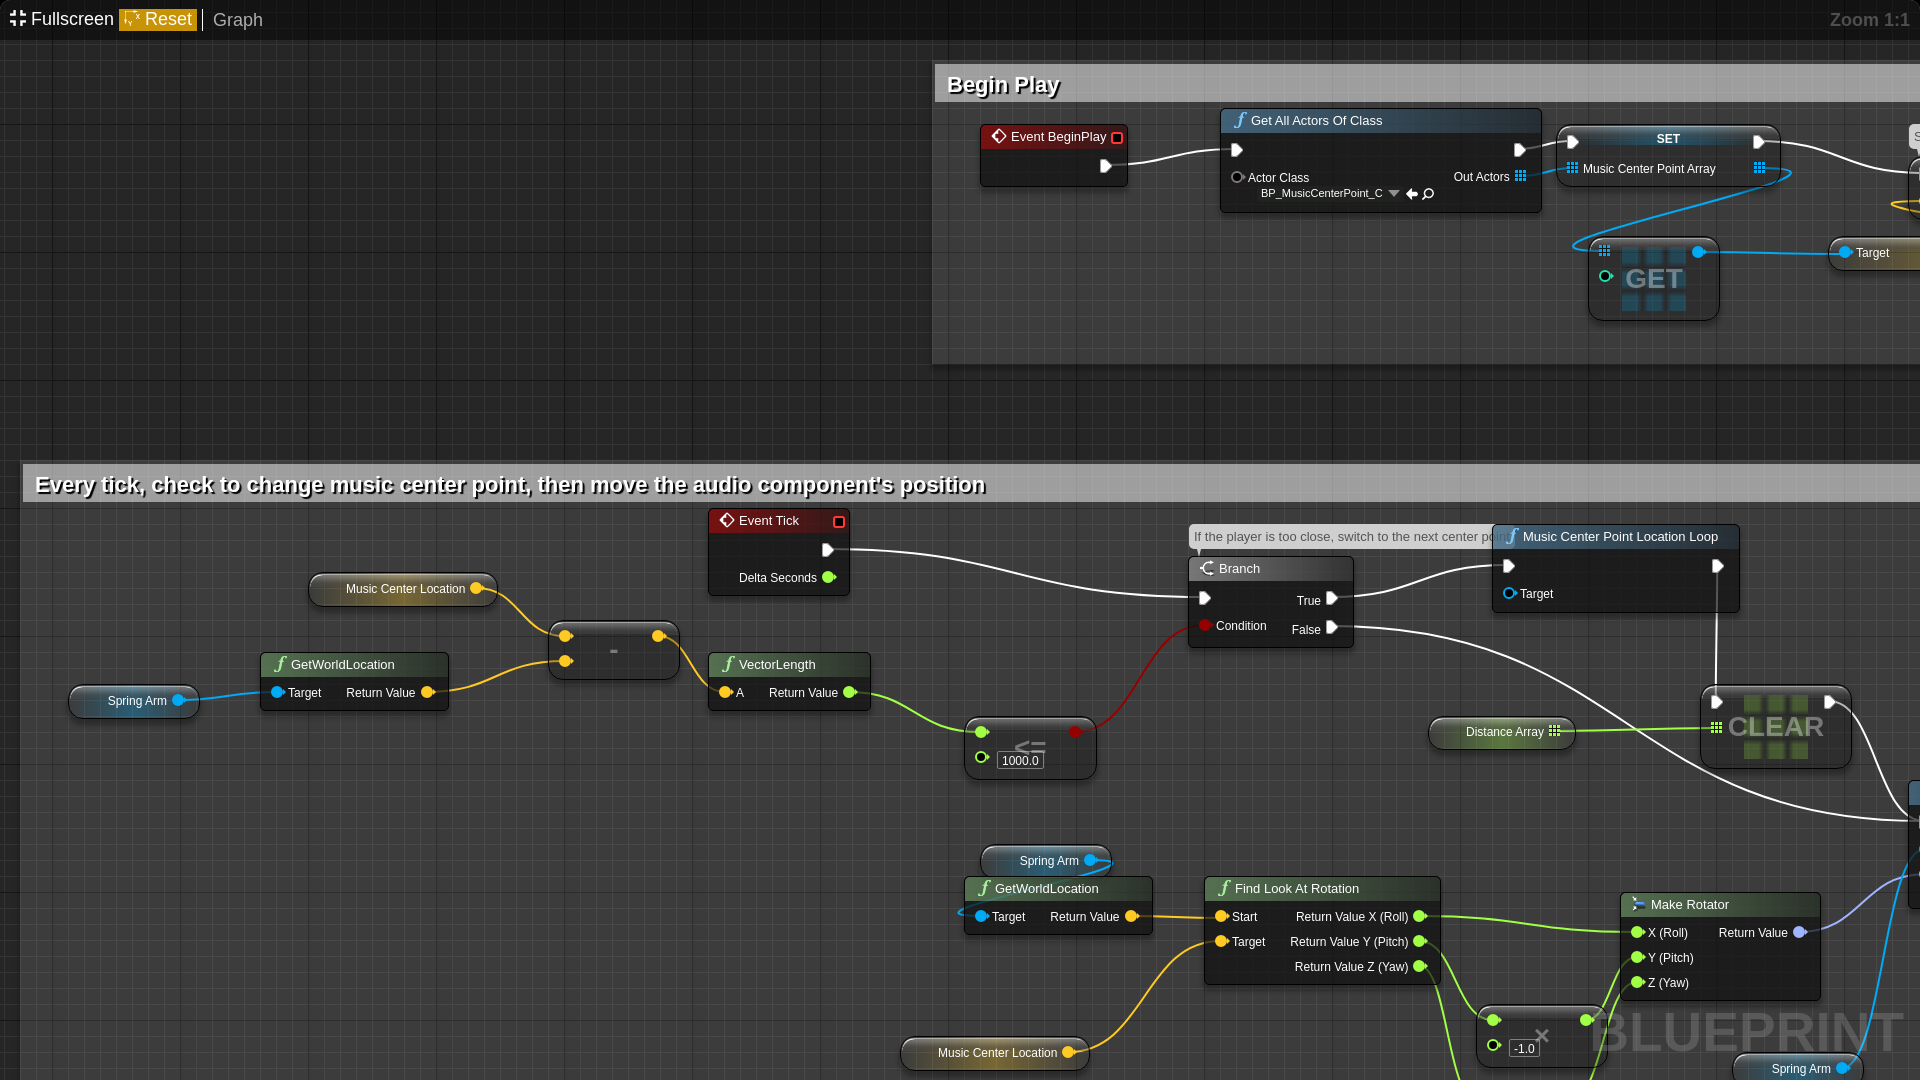 Fullscreen Reset Graph
Zoom 1:1
Begin Play
Event BeginPlay
Get All Actors Of Class
Actor Class
BP_MusicCenterPoint_C
Out Actors
SET
Music Center Point Array
GET
Target
Every tick, check to change music center point, then move the audio component's position
Event Tick
Delta Seconds
If the player is too close, switch to the next center point
Branch
True
Condition
False
Music Center Point Location Loop
Target
Music Center Location
-
GetWorldLocation
Target Return Value
Spring Arm
VectorLength
A Return Value
<=
1000.0
Distance Array
CLEAR
Spring Arm
GetWorldLocation
Target Return Value
Find Look At Rotation
Start Return Value X (Roll)
Target Return Value Y (Pitch)
Return Value Z (Yaw)
Make Rotator
X (Roll) Return Value
Y (Pitch)
Z (Yaw)
×
-1.0
BLUEPRINT
Music Center Location
Spring Arm